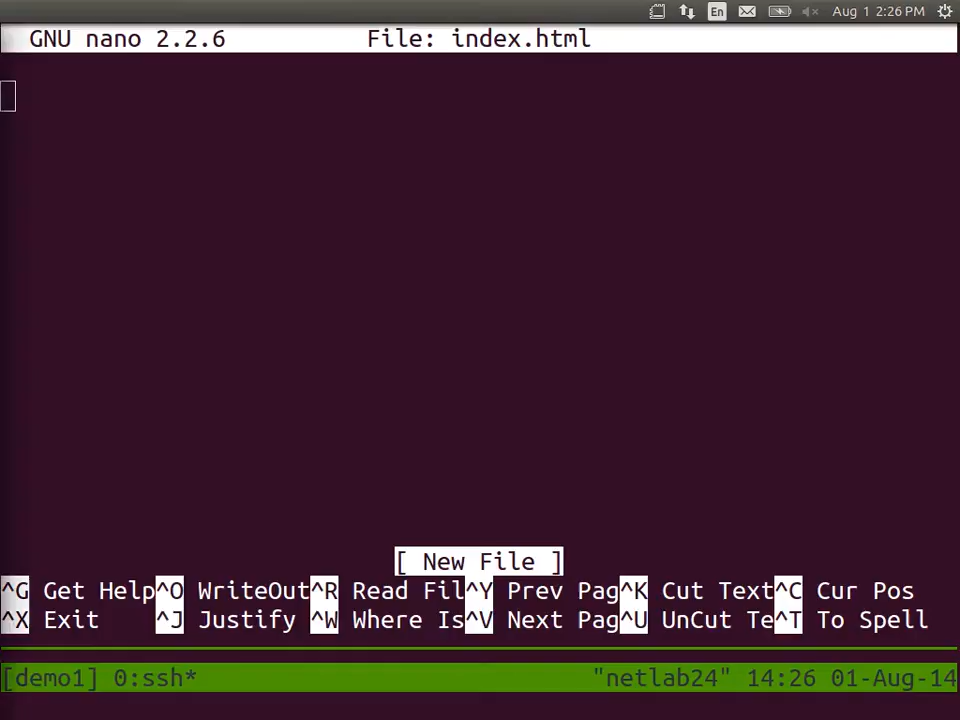 En Aug 1 2:26 PM
GNU nano 2.2.6 File: index.html
[ New File ]
^G Get Help^O WriteOut^R Read Fil^Y Prev Pag^K Cut Text^C Cur Pos
^X Exit ^J Justify ^W Where Is^V Next Pag^U UnCut Te^T To Spell
[demo1] 0:ssh* "netlab24" 14:26 01-Aug-14